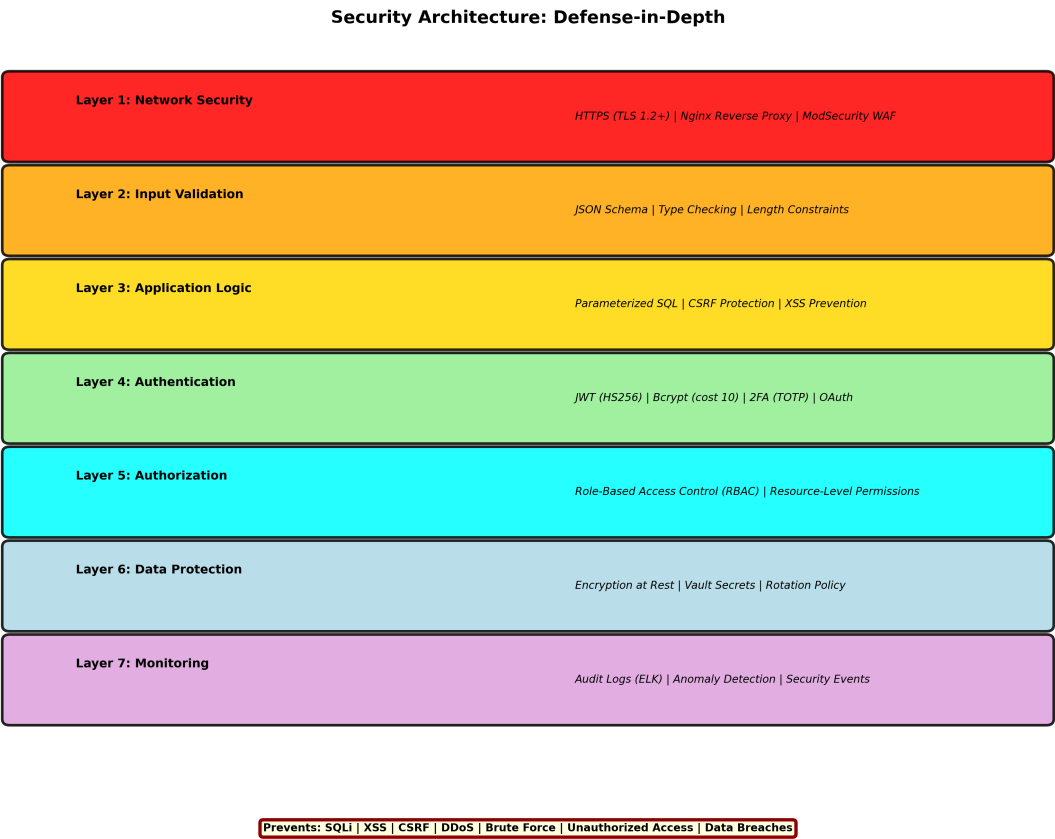 Security Architecture: Defense-in-Depth
Layer 1: Network Security
HTTPS (TLS 1.2+) | Nginx Reverse Proxy | ModSecurity WAF
Layer 2: Input Validation
JSON Schema | Type Checking | Length Constraints
Layer 3: Application Logic
Parameterized SQL | CSRF Protection | XSS Prevention
Layer 4: Authentication
JWT (HS256) | Bcrypt (cost 10) | 2FA (TOTP) | OAuth
Layer 5: Authorization
Role-Based Access Control (RBAC) | Resource-Level Permissions
Layer 6: Data Protection
Encryption at Rest | Vault Secrets | Rotation Policy
Layer 7: Monitoring
Audit Logs (ELK) | Anomaly Detection | Security Events
Prevents: SQLi | XSS | CSRF | DDoS | Brute Force | Unauthorized Access | Data Breaches